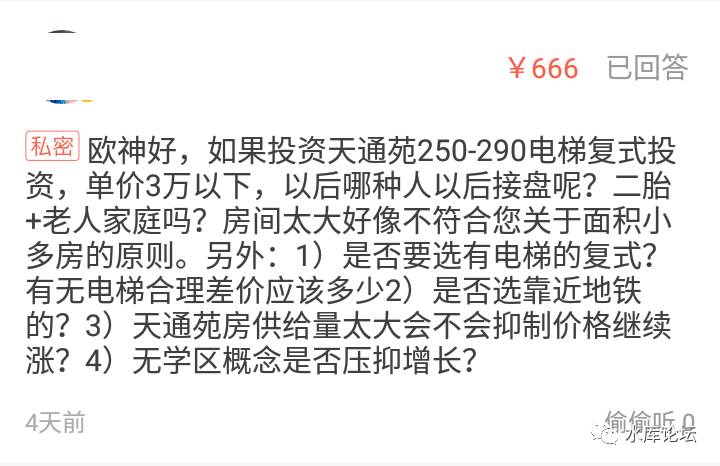 ￥666 已回答
私密 欧神好，如果投资天通苑250-290电梯复式投
资，单价3万以下，以后哪种人以后接盘呢？二胎
+老人家庭吗？房间太大好像不符合您关于面积小
多房的原则。另外：1）是否要选有电梯的复式？
有无电梯合理差价应该多少2）是否选靠近地铁
的？3）天通苑房供给量太大会不会抑制价格继续
涨？4）无学区概念是否压抑增长？
4天前 偷偷听 0
水库论坛